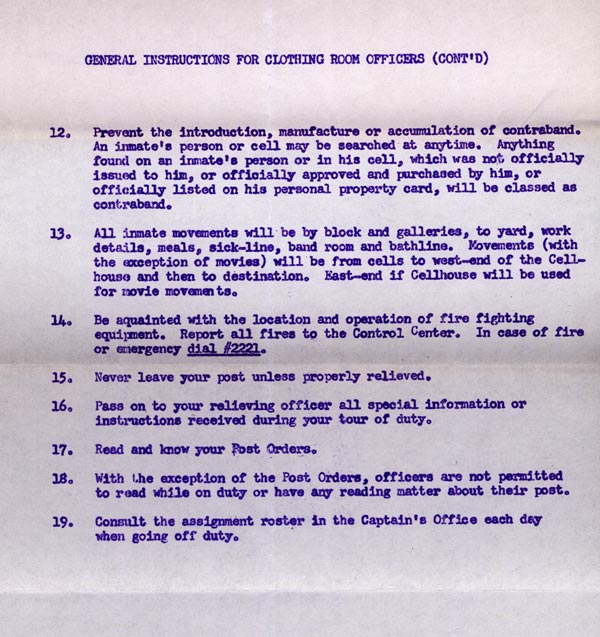 GENERAL INSTRUCTIONS FOR CLOTHING ROOM OFFICERS (CONT'D)
12. Prevent the introduction, manufacture or accumulation of contraband.
An inmate's person or cell may be searched at anytime. Anything
found on an inmate's person or in his cell, which was not officially
issued to him, or officially approved and purchased by him, or
officially listed on his personal property card, will be classed as
contraband.
13. All inmate movements will be by block and galleries, to yard, work
details, meals, sick-line, band room and bathline. Movements (with
the exception of movies) will be from cells to west-end of the Cell-
house and then to destination. East-end if Cellhouse will be used
for movie movements.
14. Be aquainted with the location and operation of fire fighting
equipment. Report all fires to the Control Center. In case of fire
or emergency dial #2221.
15. Never leave your post unless properly relieved.
16. Pass on to your relieving officer all special information or
instructions received during your tour of duty.
17. Read and know your Post Orders.
18. With the exception of the Post Orders, officers are not permitted
to read while on duty or have any reading matter about their post.
19. Consult the assignment roster in the Captain's Office each day
when going off duty.